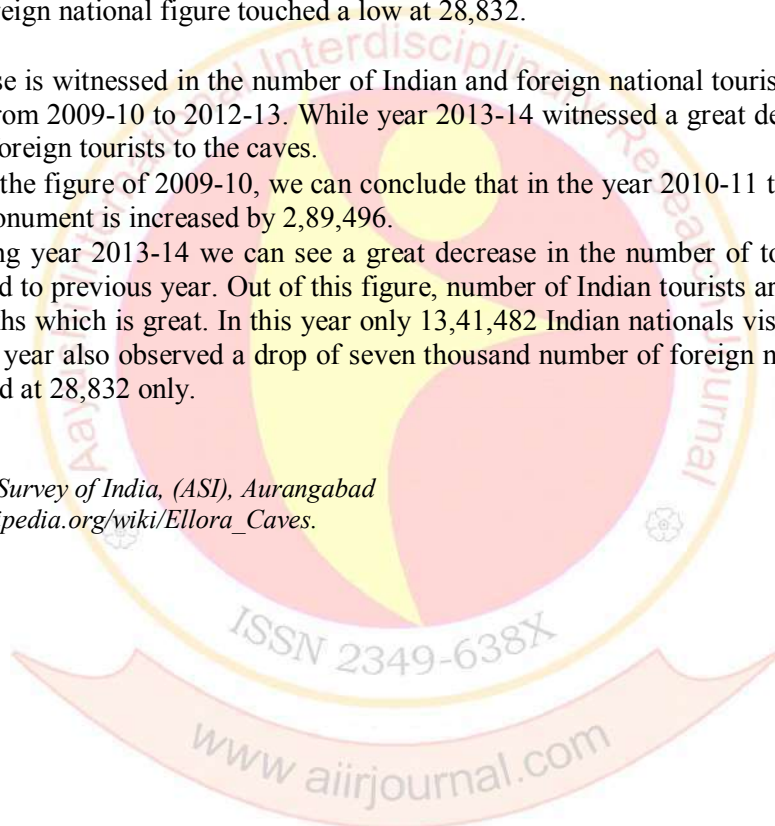 eign national figure touched a low at 28,832.
se is witnessed in the number of Indian and foreign national touris
rom 2009-10 to 2012-13. While year 2013-14 witnessed a great de
oreign tourists to the caves.
the figure of 2009-10, we can conclude that in the year 2010-11 t
onument is increased by 2,89,496.
ng year 2013-14 we can see a great decrease in the number of to
d to previous year. Out of this figure, number of Indian tourists ar
hs which is great. In this year only 13,41,482 Indian nationals vis
year also observed a drop of seven thousand number of foreign n
d at 28,832 only.
Survey of India, (ASI), Aurangabad
ipedia.org/wiki/Ellora_Caves.
Aayushi International Interdisciplinary Research Journal
ISSN 2349-638X
www aiirjournal.com